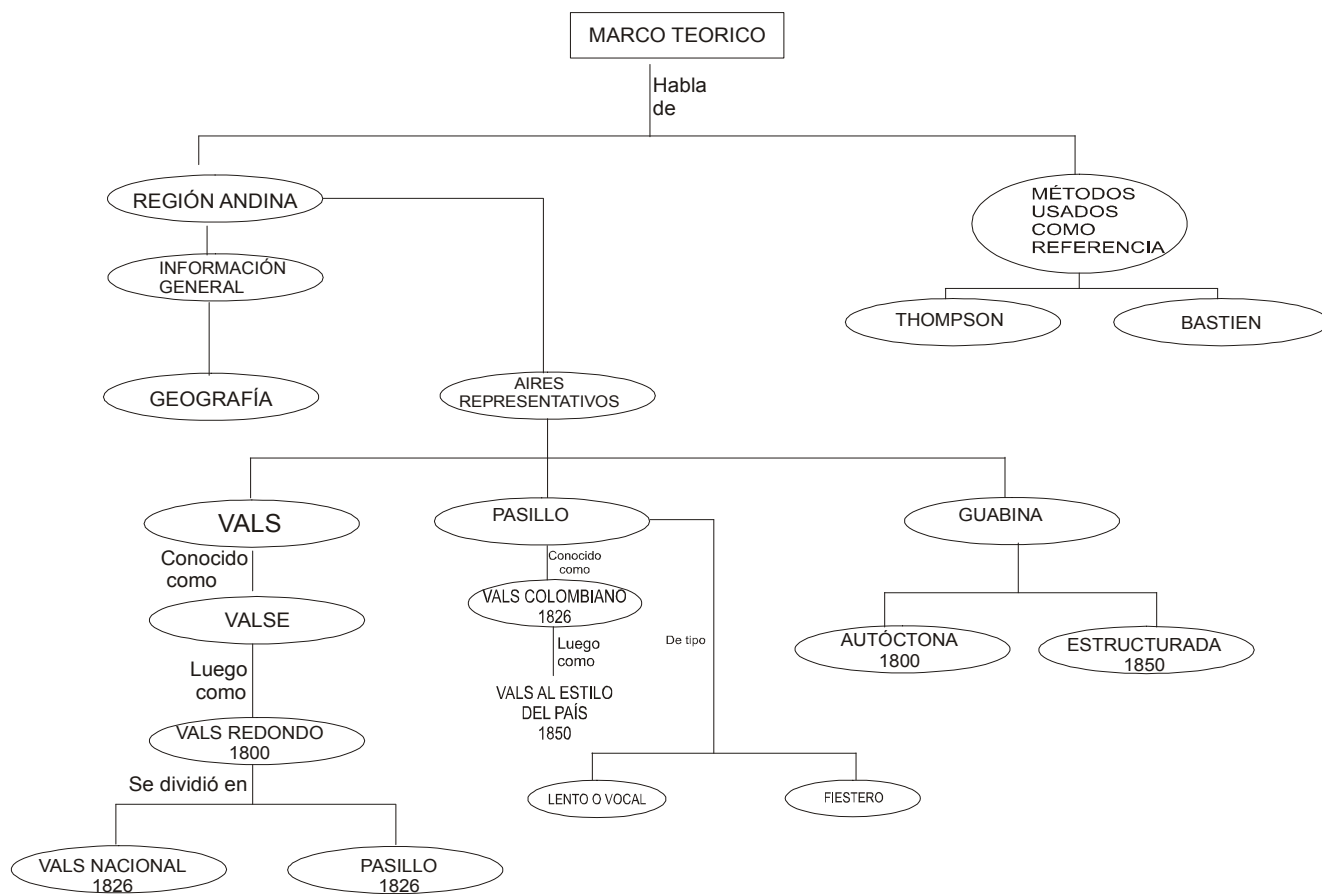 MARCO TEORICO
Habla
de
REGIÓN ANDINA
MÉTODOS
USADOS
COMO
REFERENCIA
INFORMACIÓN
GENERAL
THOMPSON
BASTIEN
GEOGRAFÍA
AIRES
REPRESENTATIVOS
VALS
PASILLO
GUABINA
Conocido
como
Conocido
como
VALSE
VALS COLOMBIANO
1826
De tipo
AUTÓCTONA
1800
ESTRUCTURADA
1850
Luego
como
Luego
como
VALS AL ESTILO
DEL PAÍS
1850
VALS REDONDO
1800
Se dividió en
LENTO O VOCAL
FIESTERO
VALS NACIONAL
1826
PASILLO
1826